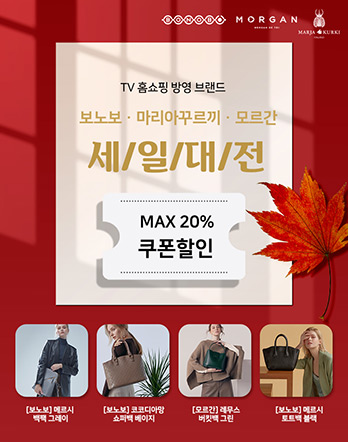 BONOBO
MORGAN
MORGAN DE TOI
MARJA KURKI
TV 홈쇼핑 방영 브랜드
보노보 · 마리아꾸르끼 · 모르간
세/일/대/전
MAX 20%
쿠폰할인
[보노보] 메르시
백팩 그레이
[보노보] 코코디아망
쇼퍼백 베이지
[모르간] 레무스
버킷백 그린
[보노보] 메르시
토트백 블랙